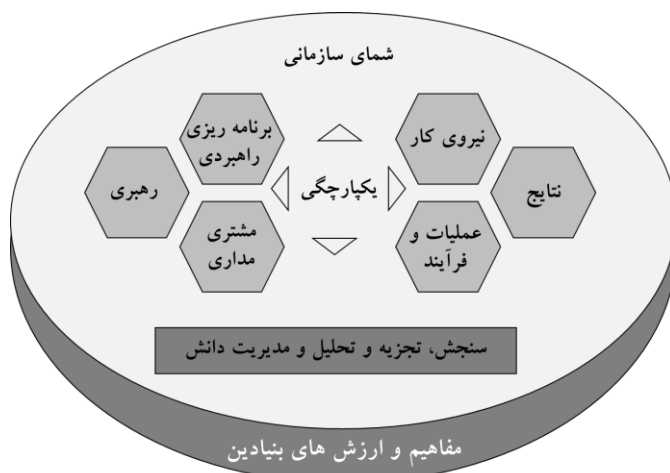 شمای سازمانی
برنامه ریزی
راهبردی
نیروی کار
رهبری
یکپارچگی
نتایج
مشتری
مداری
عملیات و
فرآیند
سنجش، تجزیه و تحلیل و مدیریت دانش
مفاهیم و ارزش های بنیادین